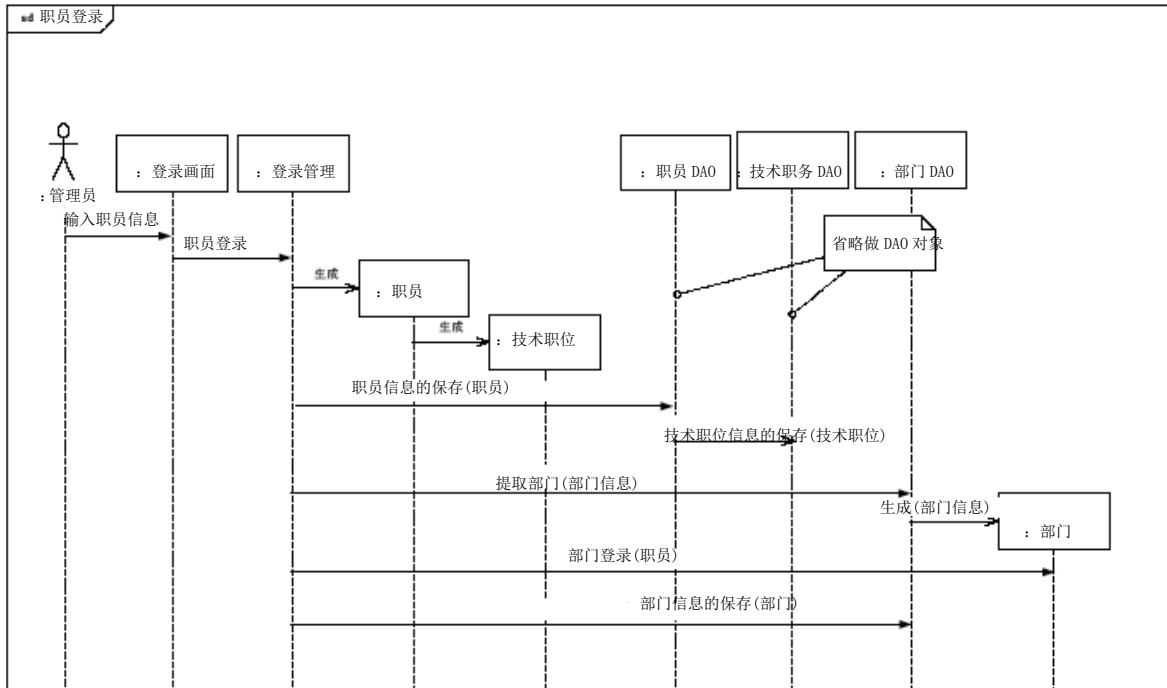 sd 职员登录
：职员 DAO
：技术职务 DAO
：部门 DAO
：登录画面
：登录管理
：管理员
输入职员信息
职员登录
省略做 DAO 对象
生成
：职员
生成
：技术职位
职员信息的保存(职员)
技术职位信息的保存(技术职位)
提取部门(部门信息)
生成(部门信息)
：部门
部门登录(职员)
部门信息的保存(部门)